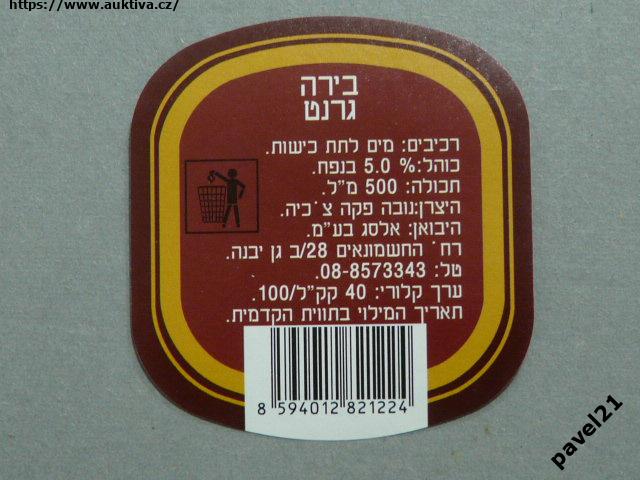 https://www.auktiva.cz/
בירה
גרנט
רכיבים: מים לתת כישות.
כוהל:% 5.0 בנפח.
תכולה: 500 מ"ל.
היצרן:נובה פקה צ'כיה.
היבואן: אלסג בע"מ.
רח' החשמונאים 28/ב גן יבנה.
טל: 08-8573343.
ערך קלורי: 40 קק"ל/100.
תאריך המילוי בתווית הקדמית.
8 594012 821224
pavel21